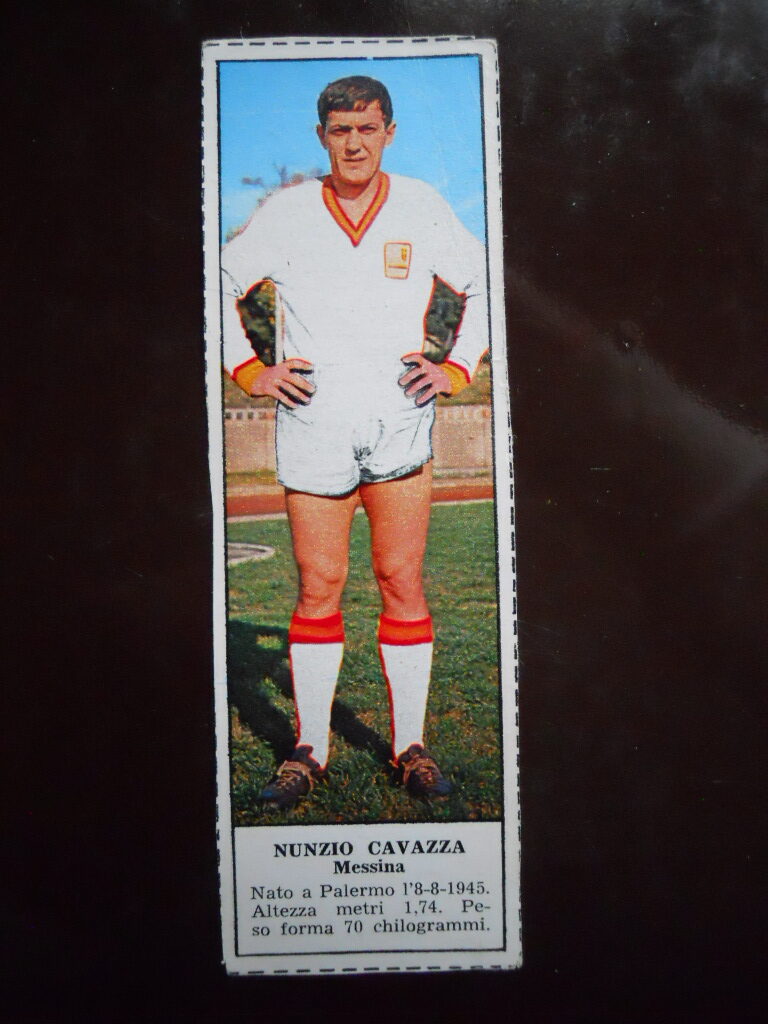 NUNZIO CAVAZZA
Messina
Nato a Palermo l'8-8-1945.
Altezza metri 1,74. Pe-
so forma 70 chilogrammi.